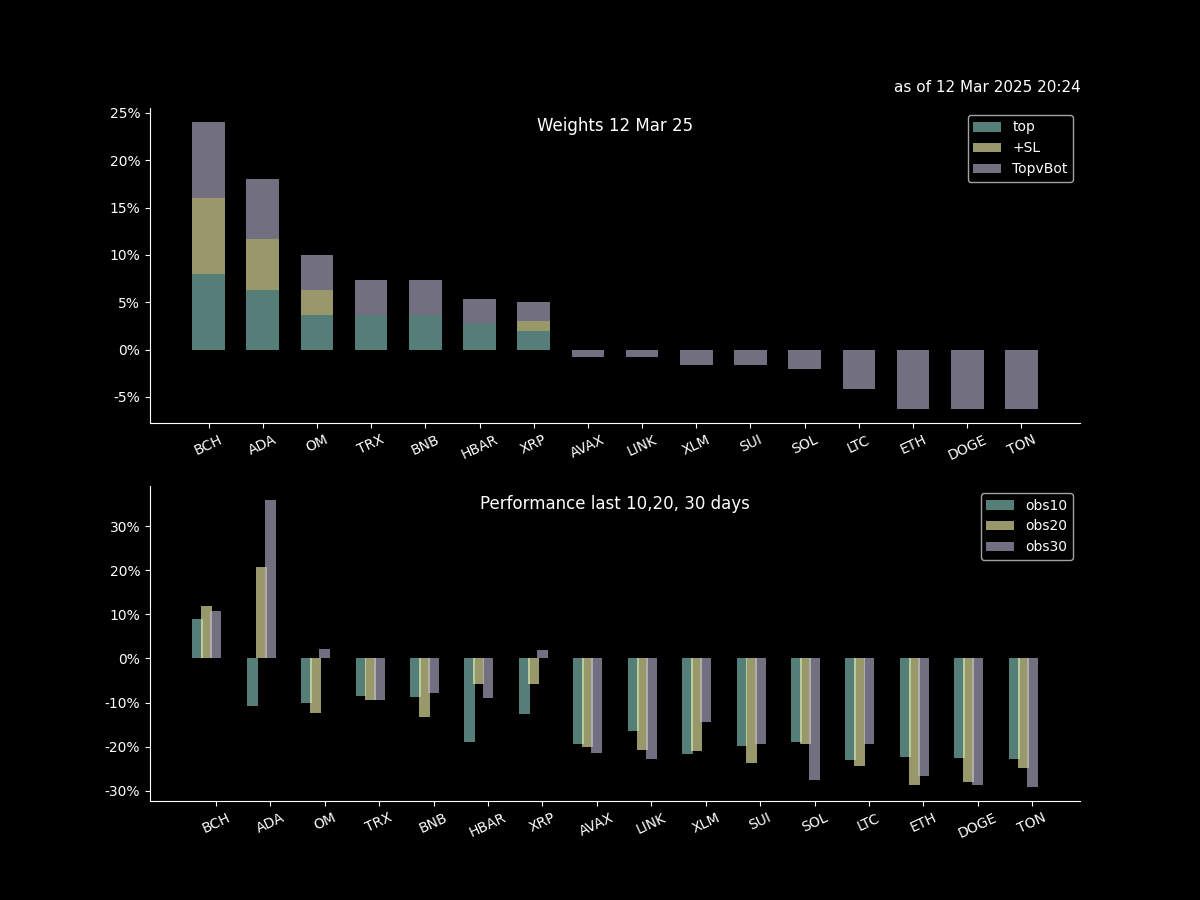 as of 12 Mar 2025 20:24
Weights 12 Mar 25
top
+SL
TopvBot
25%
20%
15%
10%
5%
0%
-5%
BCH ADA OM TRX BNB HBAR XRP AVAX LINK XLM SUI SOL LTC ETH DOGE TON
Performance last 10,20, 30 days
obs10
obs20
obs30
30%
20%
10%
0%
-10%
-20%
-30%
BCH ADA OM TRX BNB HBAR XRP AVAX LINK XLM SUI SOL LTC ETH DOGE TON